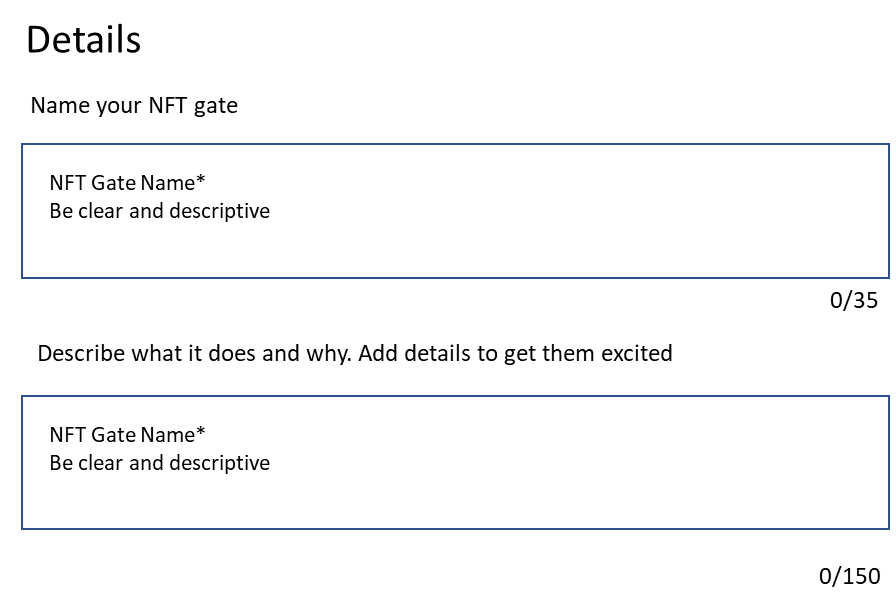 Details
Name your NFT gate
NFT Gate Name*
Be clear and descriptive
0/35
Describe what it does and why. Add details to get them excited
NFT Gate Name*
Be clear and descriptive
0/150